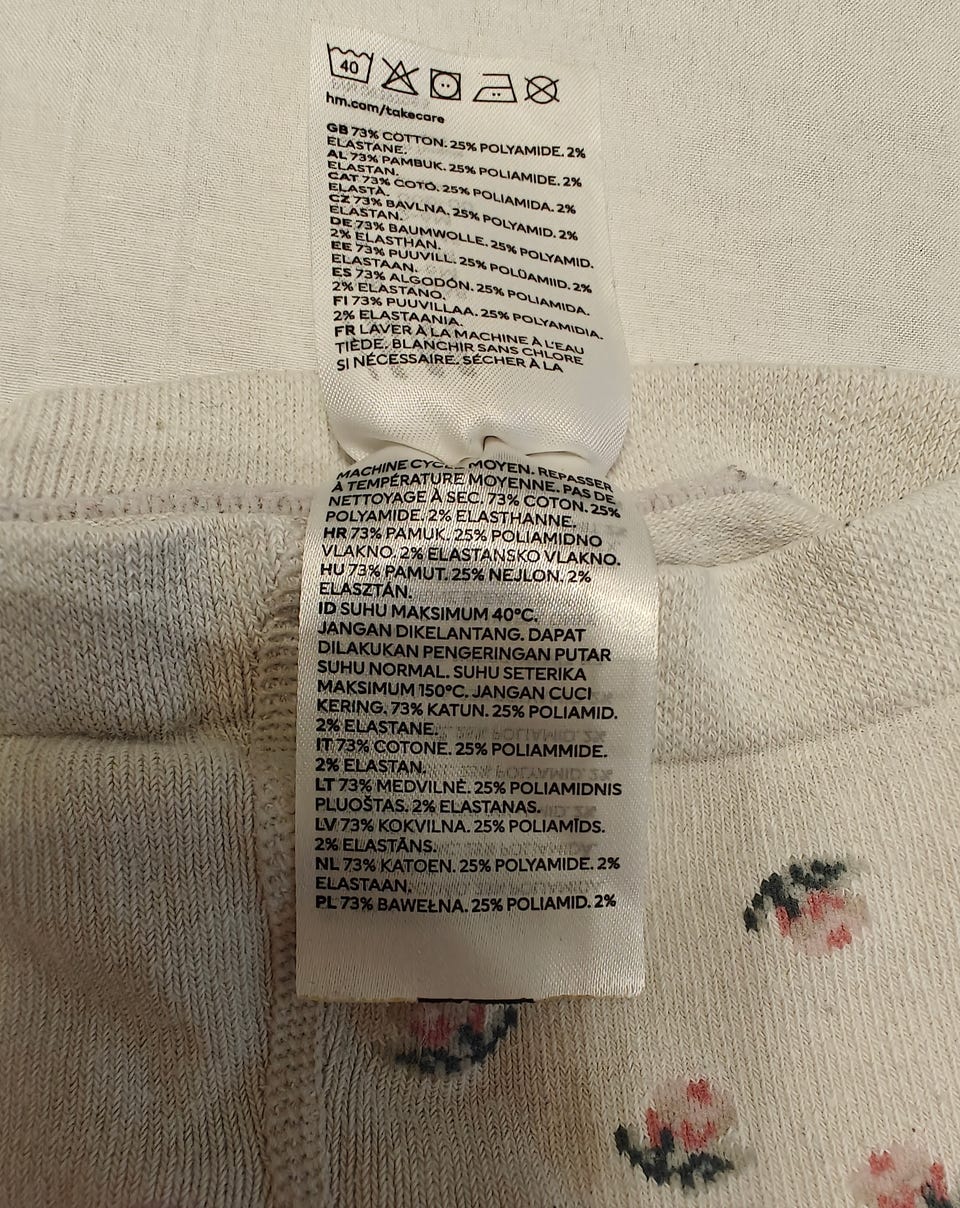 40
hm.com/takecare
GB 73% COTTON. 25% POLYAMIDE. 2%
ELASTANE.
AL 73% PAMBUK. 25% POLIAMIDE. 2%
ELASTAN.
CAT 73% COTÓ. 25% POLIAMIDA. 2%
ELASTÀ.
CZ 73% BAVLNA. 25% POLYAMID. 2%
ELASTAN.
DE 73% BAUMWOLLE. 25% POLYAMID.
2% ELASTHAN.
EE 73% PUUVILL. 25% POLÜAMIID. 2%
ELASTAAN.
ES 73% ALGODÓN. 25% POLIAMIDA.
2% ELASTANO.
FI 73% PUUVILLAA. 25% POLYAMIDIA.
2% ELASTAANIA.
FR LAVER À LA MACHINE À L'EAU
TIÈDE. BLANCHIR SANS CHLORE
SI NÉCESSAIRE. SÉCHER À LA
MACHINE CYCLE MOYEN. REPASSER
À TEMPÉRATURE MOYENNE. PAS DE
NETTOYAGE À SEC. 73% COTON. 25%
POLYAMIDE. 2% ELASTHANNE.
HR 73% PAMUK. 25% POLIAMIDNO
VLAKNO. 2% ELASTANSKO VLAKNO.
HU 73% PAMUT. 25% NEJLON. 2%
ELASZTÁN.
ID SUHU MAKSIMUM 40°C.
JANGAN DIKELANTANG. DAPAT
DILAKUKAN PENGERINGAN PUTAR
SUHU NORMAL. SUHU SETERIKA
MAKSIMUM 150°C. JANGAN CUCI
KERING. 73% KATUN. 25% POLIAMID.
2% ELASTANE.
IT 73% COTONE. 25% POLIAMMIDE.
2% ELASTAN.
LT 73% MEDVILNĖ. 25% POLIAMIDNIS
PLUOŠTAS. 2% ELASTANAS.
LV 73% KOKVILNA. 25% POLIAMĪDS.
2% ELASTĀNS.
NL 73% KATOEN. 25% POLYAMIDE. 2%
ELASTAAN.
PL 73% BAWEŁNA. 25% POLIAMID. 2%